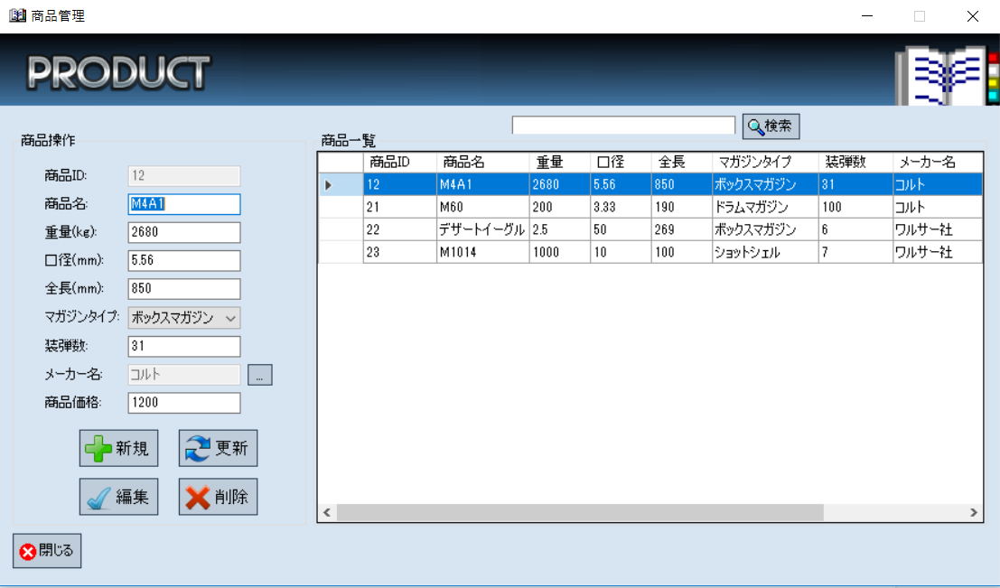 商品管理
PRODUCT
検索
商品操作
商品ID: 12
商品名: M4A1
重量(kg): 2680
口径(mm): 5.56
全長(mm): 850
マガジンタイプ: ボックスマガジン
装弾数: 31
メーカー名: コルト ...
商品価格: 1200
新規 更新
編集 削除
閉じる
商品一覧
商品ID 商品名 重量 口径 全長 マガジンタイプ 装弾数 メーカー名
12 M4A1 2680 5.56 850 ボックスマガジン 31 コルト
21 M60 200 3.33 190 ドラムマガジン 100 コルト
22 デザートイーグル 2.5 50 269 ボックスマガジン 6 ワルサー社
23 M1014 1000 10 100 ショットシェル 7 ワルサー社